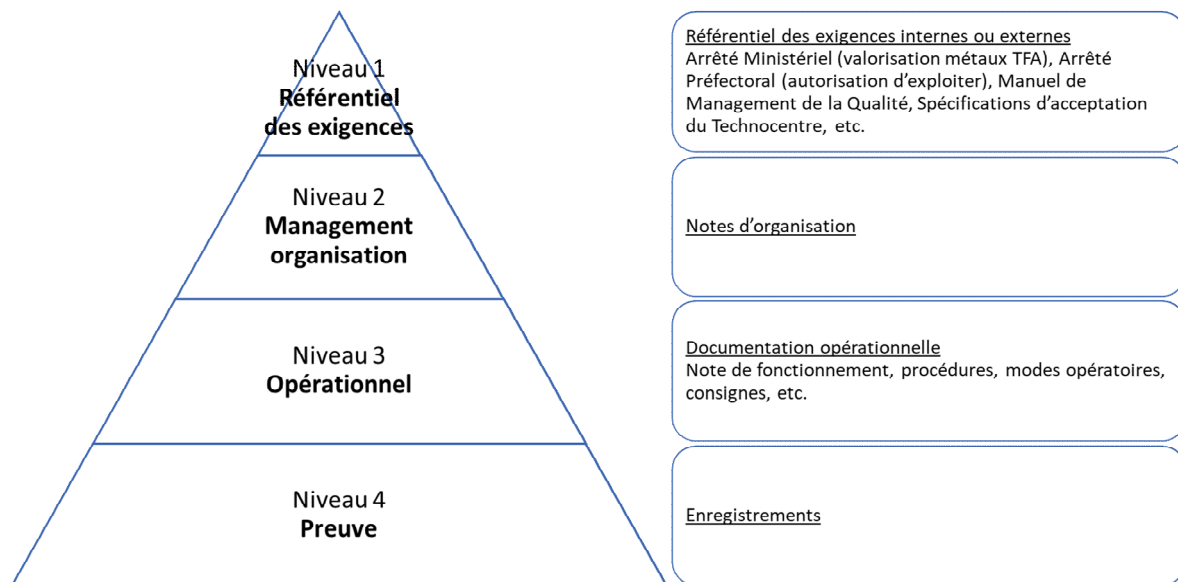 Niveau 1
Référentiel
des exigences
Référentiel des exigences internes ou externes
Arrêté Ministériel (valorisation métaux TFA), Arrêté
Préfectoral (autorisation d'exploiter), Manuel de
Management de la Qualité, Spécifications d'acceptation
du Technocentre, etc.
Niveau 2
Management
organisation
Notes d'organisation
Niveau 3
Opérationnel
Documentation opérationnelle
Note de fonctionnement, procédures, modes opératoires,
consignes, etc.
Niveau 4
Preuve
Enregistrements